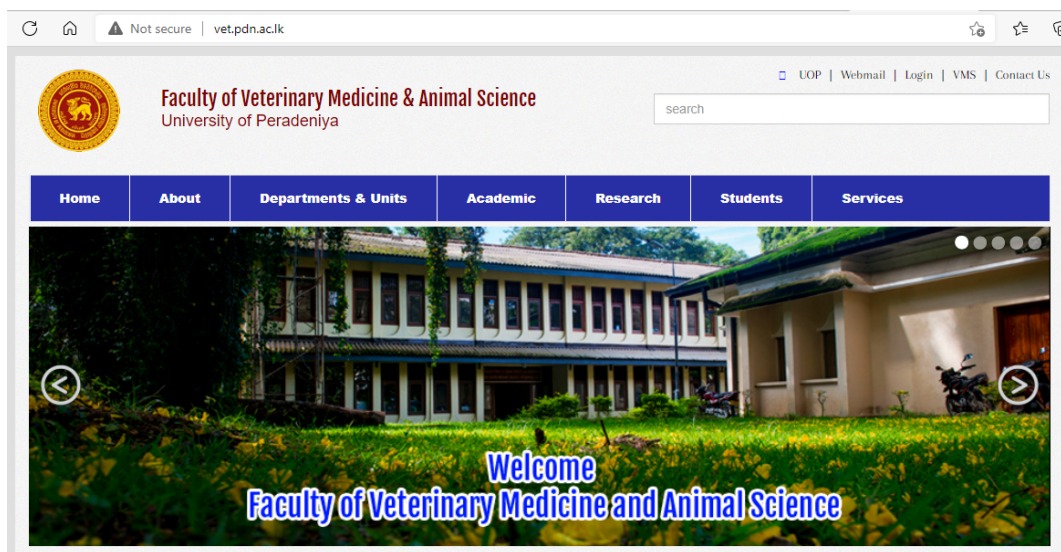 Not secure | vet.pdn.ac.lk
UOP | Webmail | Login | VMS | Contact Us
Faculty of Veterinary Medicine & Animal Science
University of Peradeniya
search
Home About Departments & Units Academic Research Students Services
Welcome
Faculty of Veterinary Medicine and Animal Science